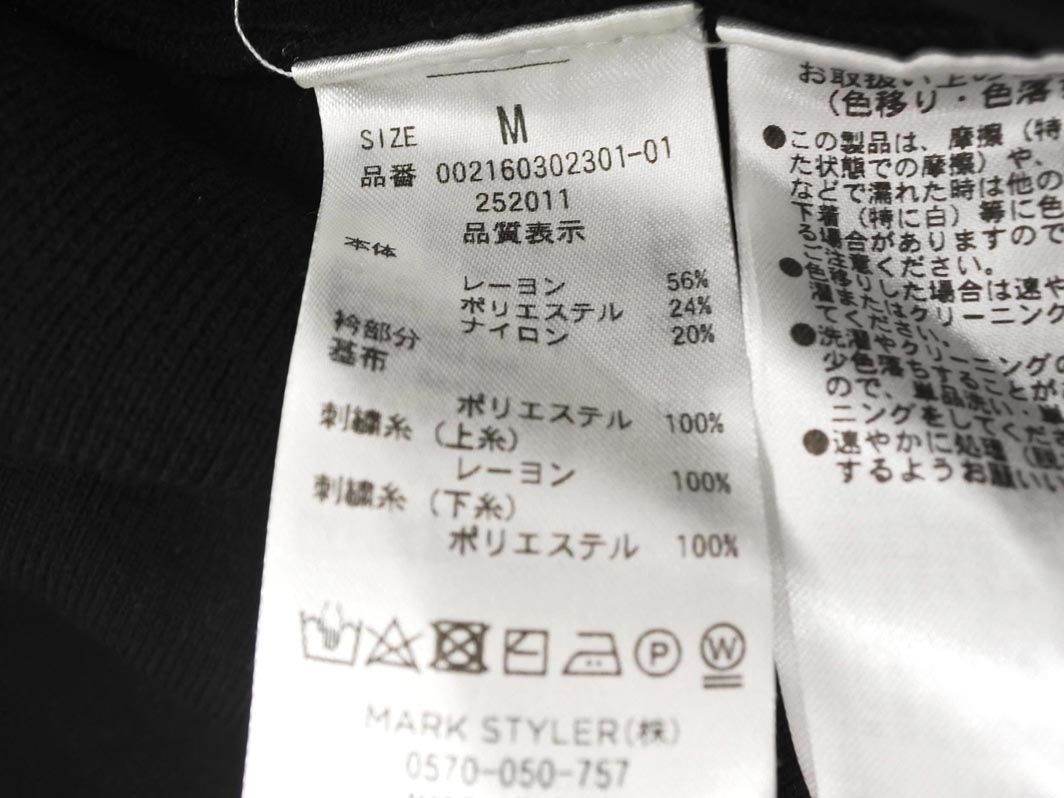 SIZE M
品番 002160302301-01
252011
品質表示
本体
レーヨン 56%
ポリエステル 24%
ナイロン 20%
衿部分
基布
ポリエステル 100%
刺繍糸(上糸)
レーヨン 100%
刺繍糸(下糸)
ポリエステル 100%
P
W
MARK STYLER(株)
0570-050-757
お取扱い上の
(色移り・色落
●この製品は、摩擦(特
た状態での摩擦)や、
などで濡れた時は他の
下着(特に白)等に色
る場合がありますので
ご注意ください。
●色移りした場合は速や
濯またはクリーニング
てください。
●洗濯やクリーニングの
少色落ちすることが
ので、単品洗い・単
ニングをしてくださ
●速やかに処理(脱
するようお願いい